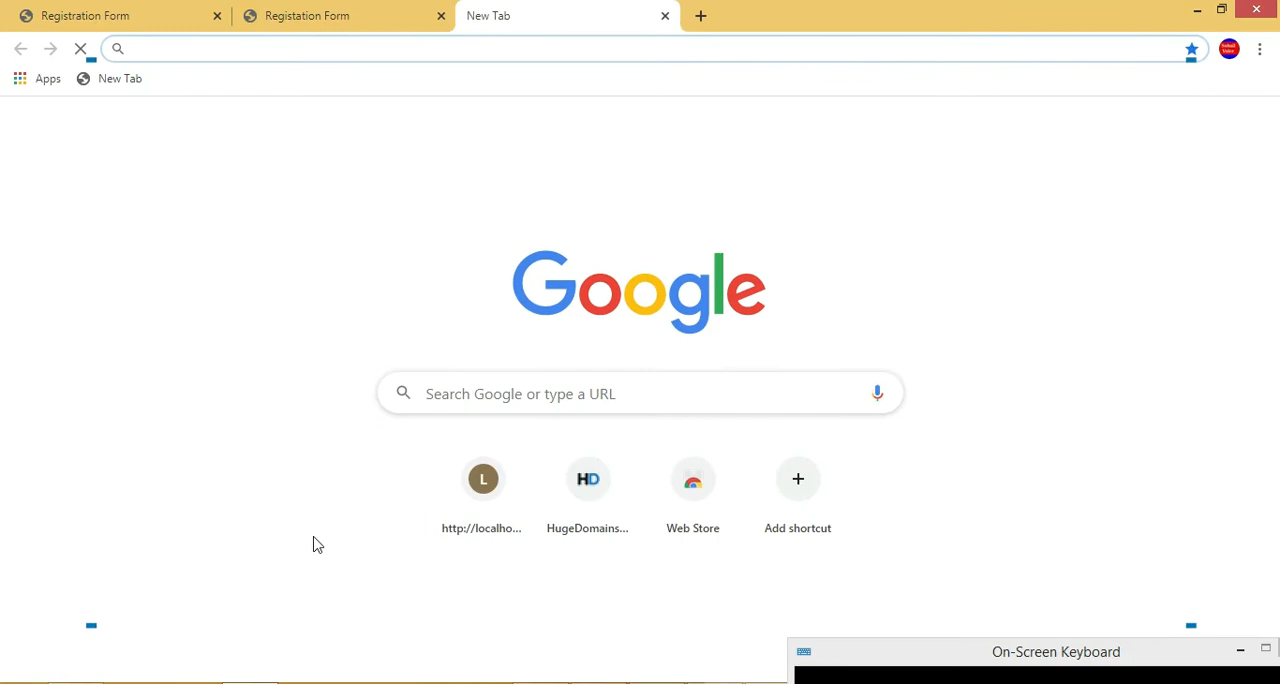 Registration Form
Registation Form
New Tab
Apps
New Tab
Google
Search Google or type a URL
L
HD
http://localho...
HugeDomains...
Web Store
Add shortcut
On-Screen Keyboard